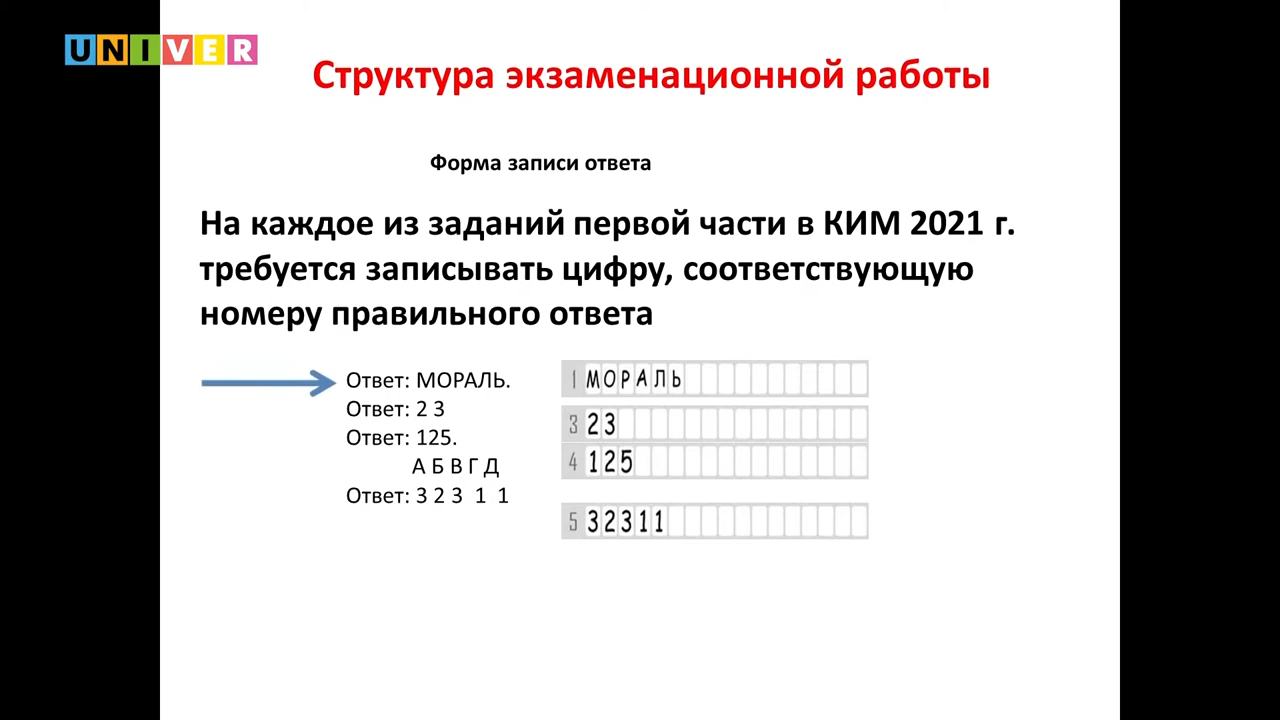 UNIVER
Структура экзаменационной работы
Форма записи ответа
На каждое из заданий первой части в КИМ 2021 г.
требуется записывать цифру, соответствующую
номеру правильного ответа
Ответ: МОРАЛЬ.
Ответ: 2 3
Ответ: 125.
А Б В Г Д
Ответ: 3 2 3 1 1
1 МОРАЛЬ
3 23
4 125
5 32311